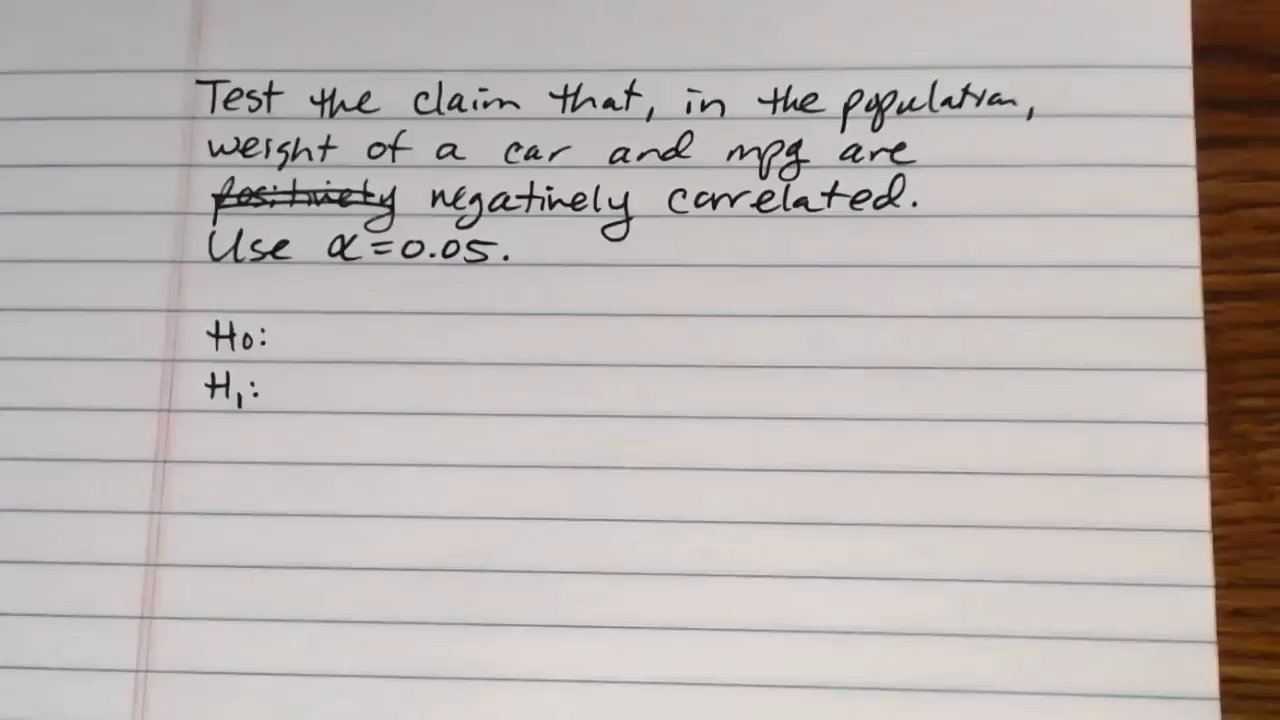 Test the claim that, in the population,
weight of a car and mpg are
positively negatively correlated.
Use α=0.05.
H0:
H1: